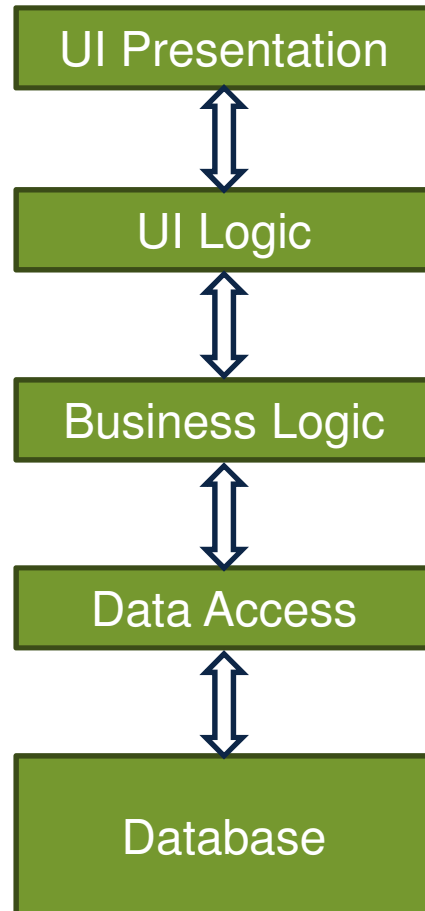 UI Presentation
UI Logic
Business Logic
Data Access
Database